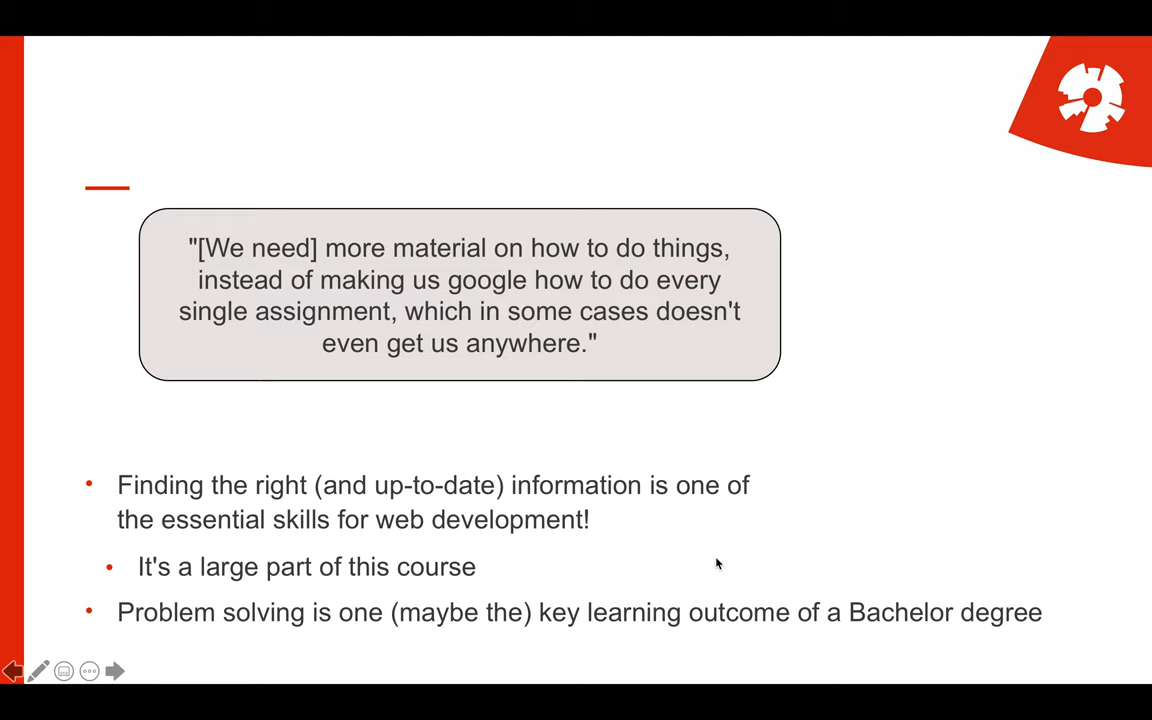 "[We need] more material on how to do things,
instead of making us google how to do every
single assignment, which in some cases doesn't
even get us anywhere."
• Finding the right (and up-to-date) information is one of
the essential skills for web development!
• It's a large part of this course
• Problem solving is one (maybe the) key learning outcome of a Bachelor degree